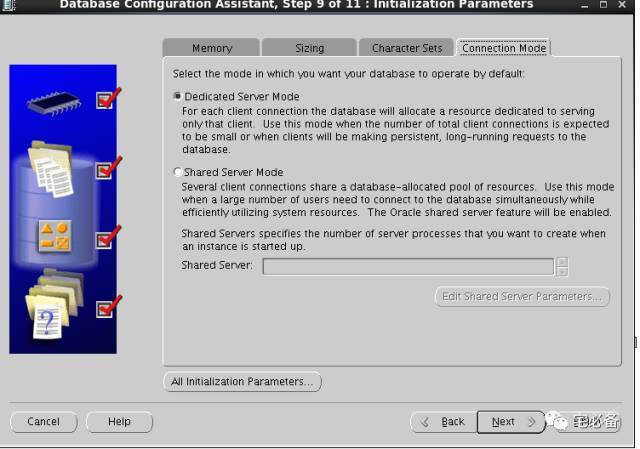 Database Configuration Assistant, Step 9 of 11 : Initialization Parameters
Memory
Sizing
Character Sets
Connection Mode
Select the mode in which you want your database to operate by default:
Dedicated Server Mode
For each client connection the database will allocate a resource dedicated to serving
only that client. Use this mode when the number of total client connections is expected
to be small or when clients will be making persistent, long-running requests to the
database.
Shared Server Mode
Several client connections share a database-allocated pool of resources. Use this mode
when a large number of users need to connect to the database simultaneously while
efficiently utilizing system resources. The Oracle shared server feature will be enabled.
Shared Servers specifies the number of server processes that you want to create when
an instance is started up.
Shared Server:
Edit Shared Server Parameters...
All Initialization Parameters...
Cancel
Help
Back
Next